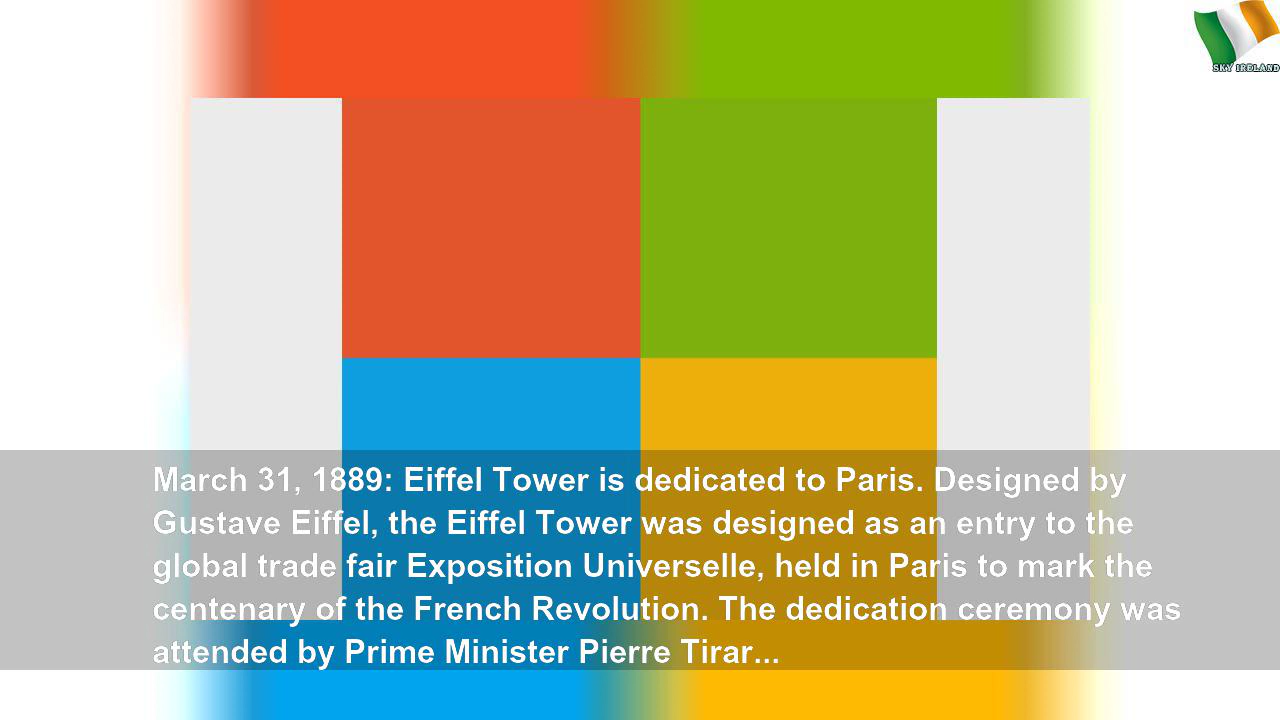 SKY IRELAND
March 31, 1889: Eiffel Tower is dedicated to Paris. Designed by
Gustave Eiffel, the Eiffel Tower was designed as an entry to the
global trade fair Exposition Universelle, held in Paris to mark the
centenary of the French Revolution. The dedication ceremony was
attended by Prime Minister Pierre Tirar...